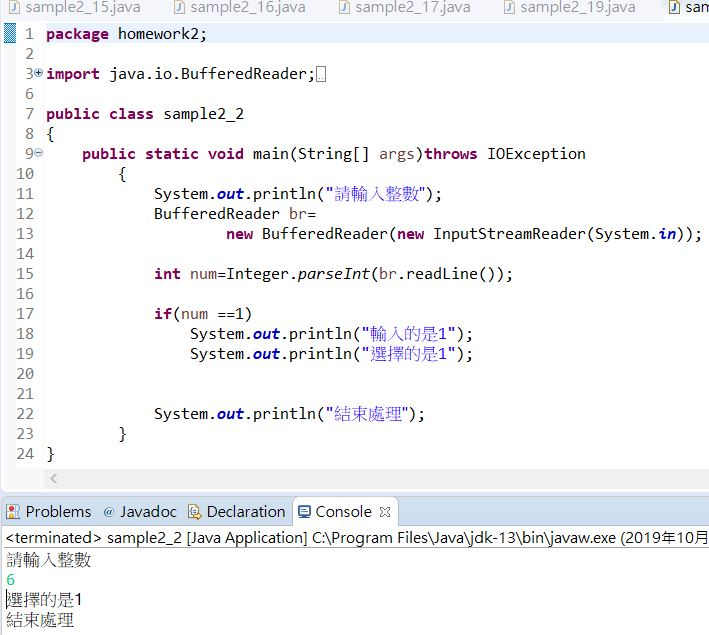 sample2_15.java sample2_16.java sample2_17.java sample2_19.java sam
1 package homework2;
2
3 import java.io.BufferedReader;
6
7 public class sample2_2
8 {
9 public static void main(String[] args)throws IOException
10 {
11 System.out.println("請輸入整數");
12 BufferedReader br=
13 new BufferedReader(new InputStreamReader(System.in));
14
15 int num=Integer.parseInt(br.readLine());
16
17 if(num ==1)
18 System.out.println("輸入的是1");
19 System.out.println("選擇的是1");
20
21
22 System.out.println("結束處理");
23 }
24 }
Problems Javadoc Declaration Console
<terminated> sample2_2 [Java Application] C:\Program Files\Java\jdk-13\bin\javaw.exe (2019年10月
請輸入整數
6
選擇的是1
結束處理